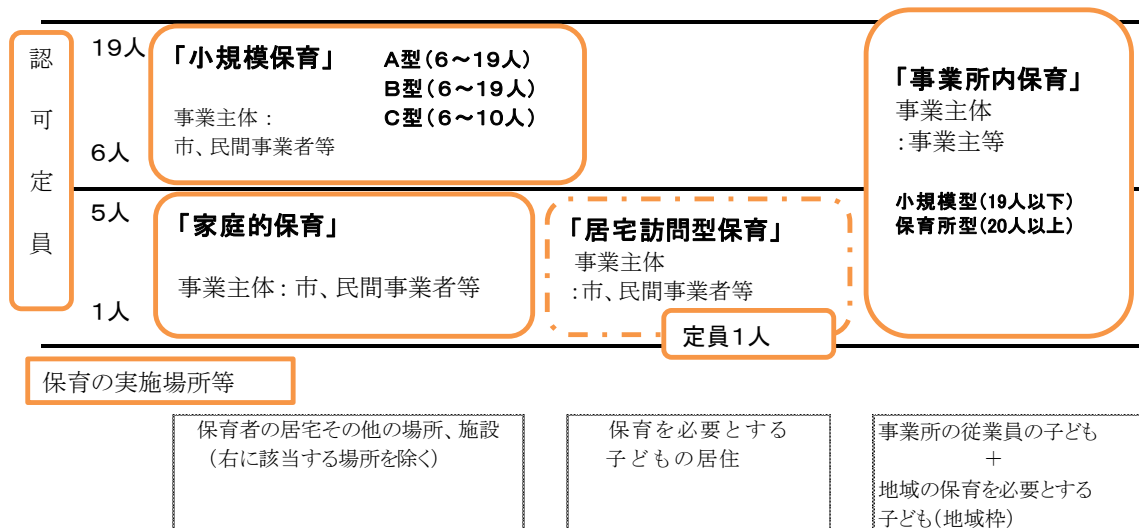 認可定員
19人
6人
5人
1人
「小規模保育」
A型(6～19人)
B型(6～19人)
C型(6～10人)
事業主体：
市、民間事業者等
「家庭的保育」
事業主体：市、民間事業者等
「居宅訪問型保育」
事業主体
:市、民間事業者等
定員1人
「事業所内保育」
事業主体
:事業主等
小規模型(19人以下)
保育所型(20人以上)
保育の実施場所等
保育者の居宅その他の場所、施設
(右に該当する場所を除く)
保育を必要とする
子どもの居住
事業所の従業員の子ども
＋
地域の保育を必要とする
子ども(地域枠)